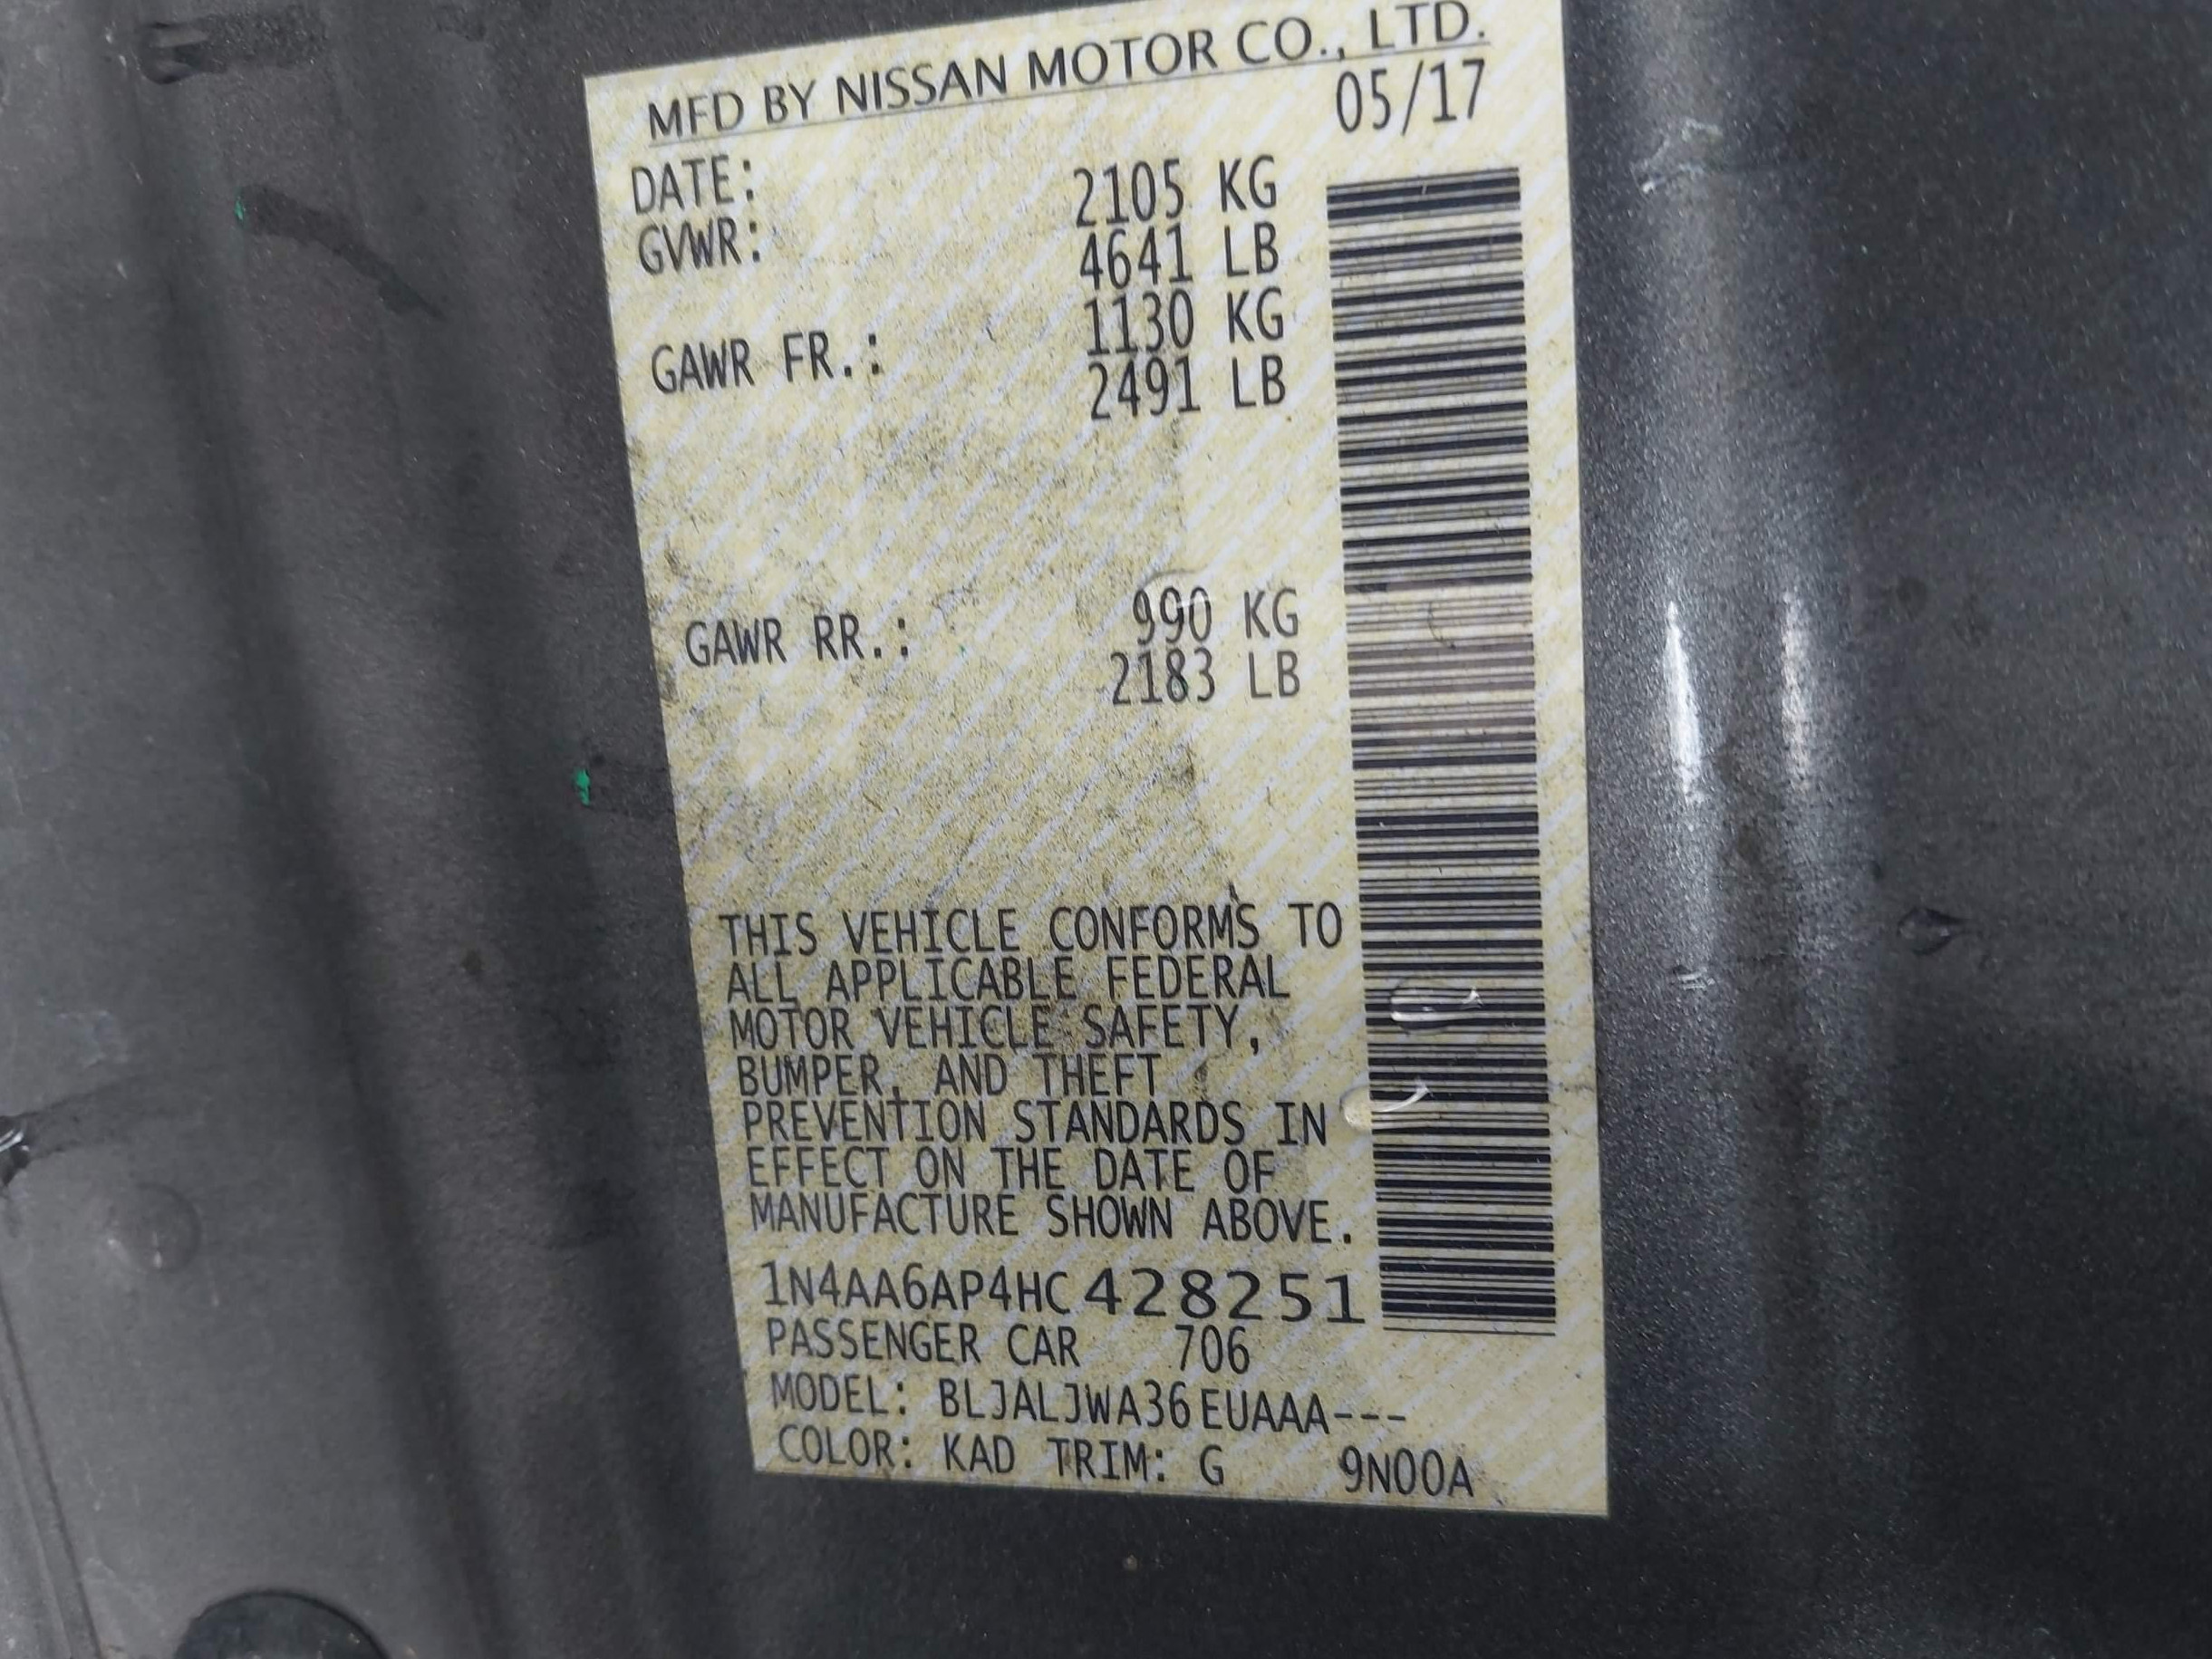 MFD BY NISSAN MOTOR CO., LTD.
DATE: 05/17
GVWR: 2105 KG
4641 LB
GAWR FR.: 1130 KG
2491 LB
GAWR RR.: 990 KG
2183 LB
THIS VEHICLE CONFORMS TO
ALL APPLICABLE FEDERAL
MOTOR VEHICLE SAFETY,
BUMPER, AND THEFT
PREVENTION STANDARDS IN
EFFECT ON THE DATE OF
MANUFACTURE SHOWN ABOVE.
1N4AA6AP4HC428251
PASSENGER CAR 706
MODEL: BLJALJWA36EUAAA---
COLOR: KAD TRIM: G 9N00A